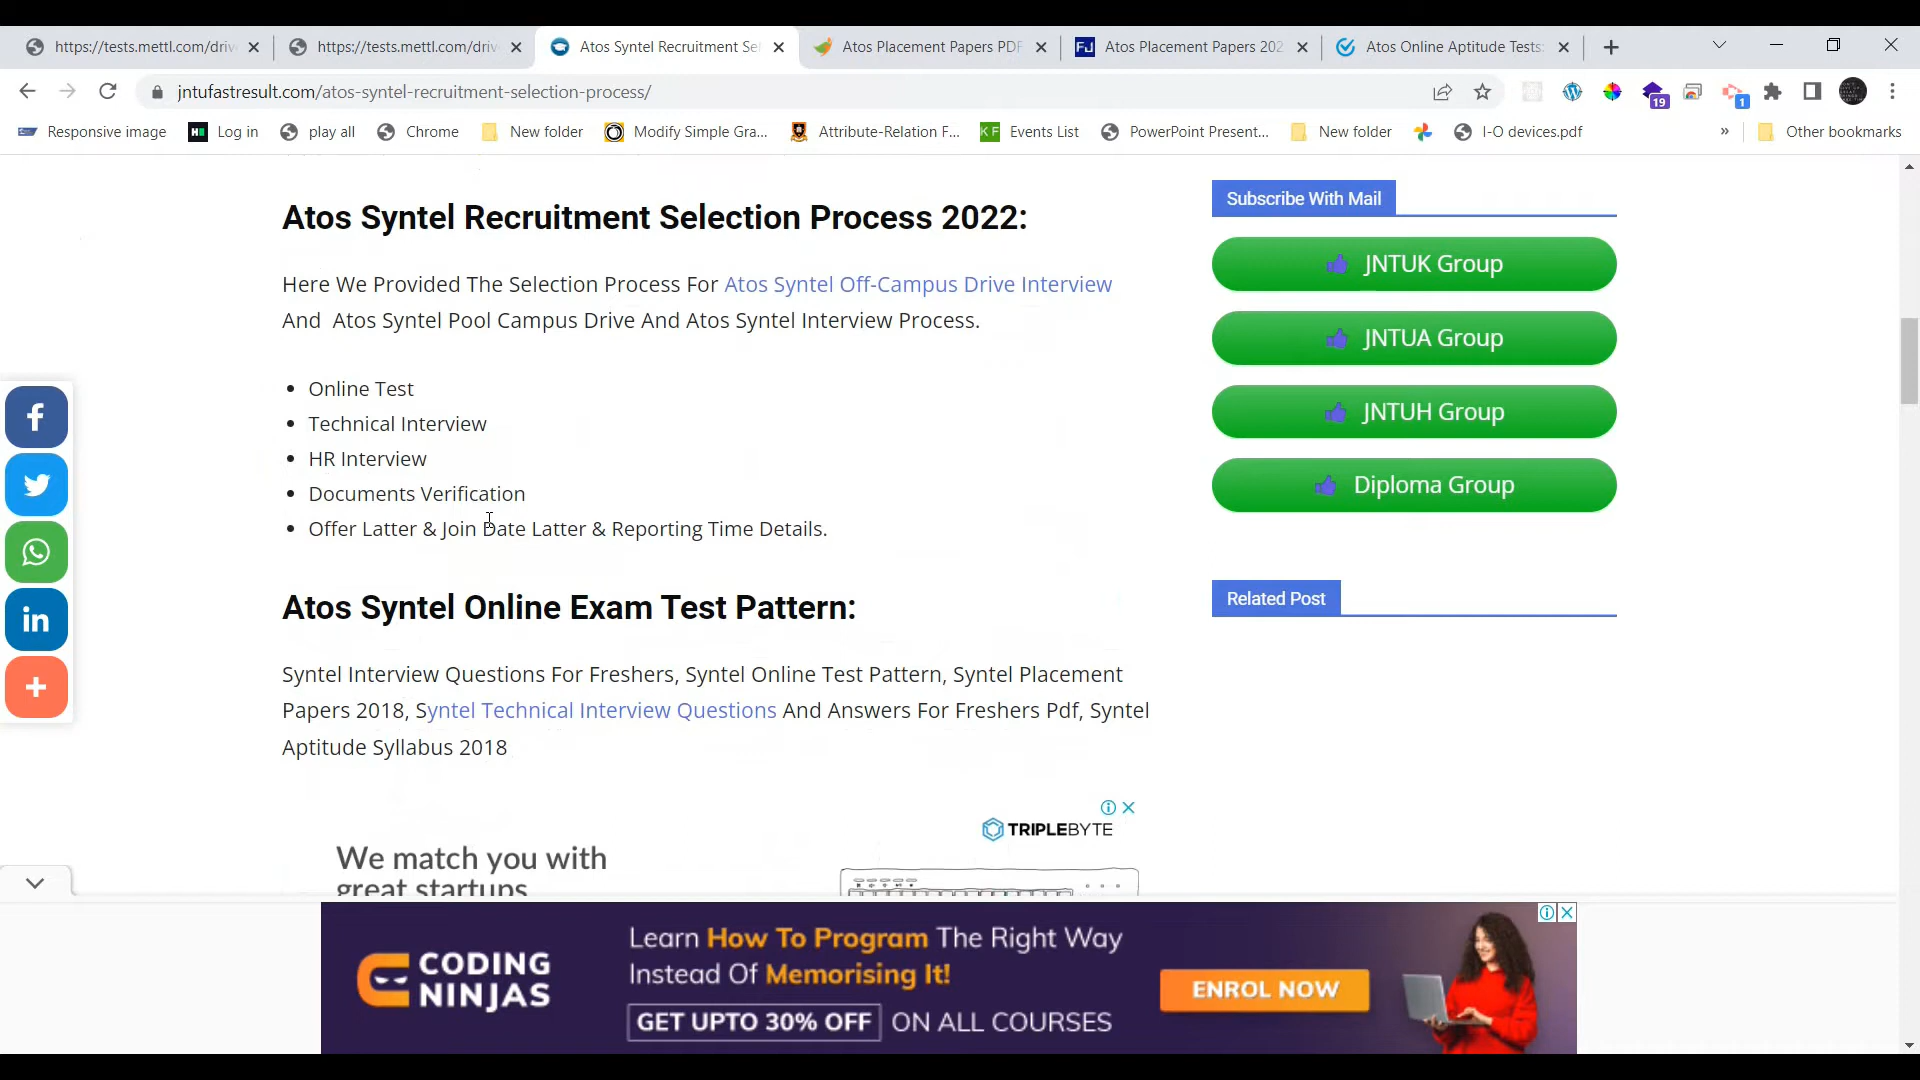 https://tests.mettl.com/driv
https://tests.mettl.com/driv
Atos Syntel Recruitment Se
Atos Placement Papers PDF
FJ Atos Placement Papers 202
Atos Online Aptitude Tests:
jntufastresult.com/atos-syntel-recruitment-selection-process/
19
1
Responsive image
Log in
play all
Chrome
New folder
Modify Simple Gra...
Attribute-Relation F...
KF Events List
PowerPoint Present...
New folder
I-O devices.pdf
»
Other bookmarks
Atos Syntel Recruitment Selection Process 2022:
Here We Provided The Selection Process For Atos Syntel Off-Campus Drive Interview
And Atos Syntel Pool Campus Drive And Atos Syntel Interview Process.
• Online Test
• Technical Interview
• HR Interview
• Documents Verification
• Offer Latter & Join Date Latter & Reporting Time Details.
Atos Syntel Online Exam Test Pattern:
Syntel Interview Questions For Freshers, Syntel Online Test Pattern, Syntel Placement
Papers 2018, Syntel Technical Interview Questions And Answers For Freshers Pdf, Syntel
Aptitude Syllabus 2018
Subscribe With Mail
JNTUK Group
JNTUA Group
JNTUH Group
Diploma Group
Related Post
TRIPLEBYTE
We match you with
great startups
CODING
NINJAS
Learn How To Program The Right Way
Instead Of Memorising It!
GET UPTO 30% OFF ON ALL COURSES
ENROL NOW